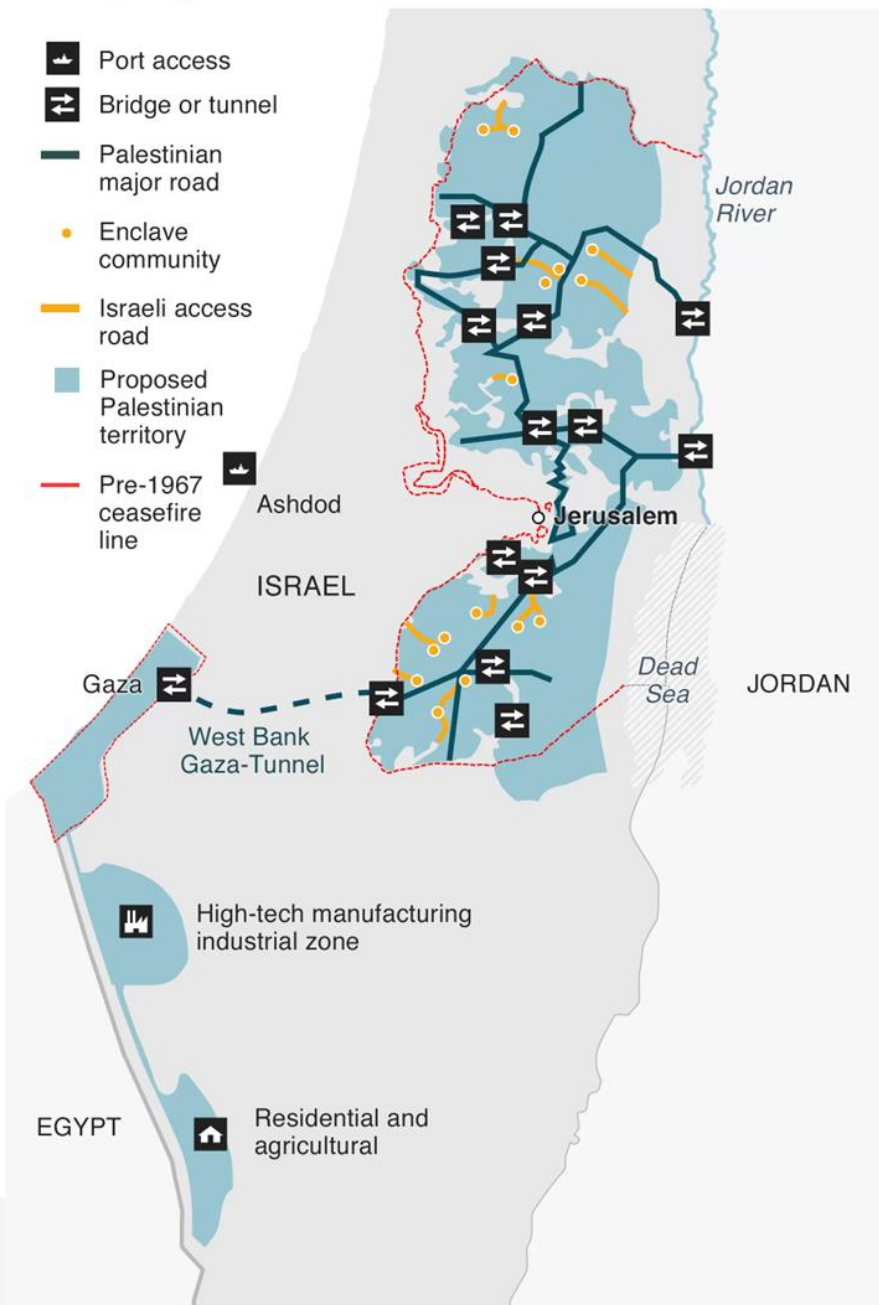 Port access
Bridge or tunnel
Palestinian
major road
Enclave
community
Israeli access
road
Proposed
Palestinian
territory
Pre-1967
ceasefire
line
Jordan
River
Ashdod
Jerusalem
ISRAEL
Gaza
West Bank
Gaza-Tunnel
Dead
Sea
JORDAN
High-tech manufacturing
industrial zone
EGYPT
Residential and
agricultural